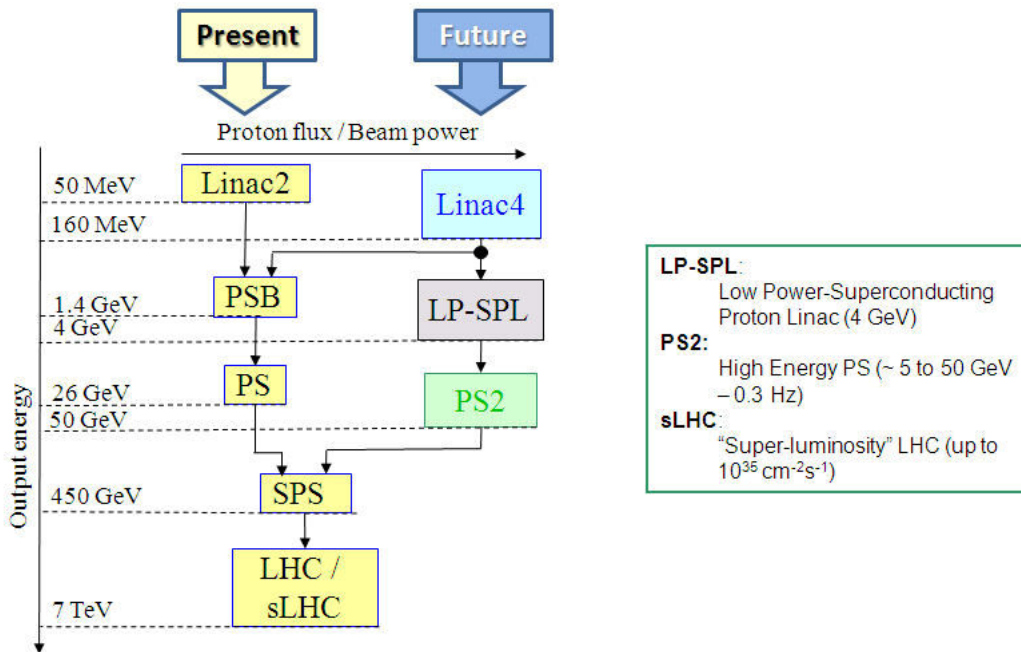 Present
Future
Proton flux / Beam power
Linac2
50 MeV
Linac4
160 MeV
PSB
LP-SPL
1.4 GeV
4 GeV
PS
PS2
26 GeV
50 GeV
SPS
450 GeV
LHC /
sLHC
7 TeV
Output energy
LP-SPL:
Low Power-Superconducting
Proton Linac (4 GeV)
PS2:
High Energy PS (~ 5 to 50 GeV
– 0.3 Hz)
sLHC:
“Super-luminosity” LHC (up to
10³⁵ cm⁻²s⁻¹)